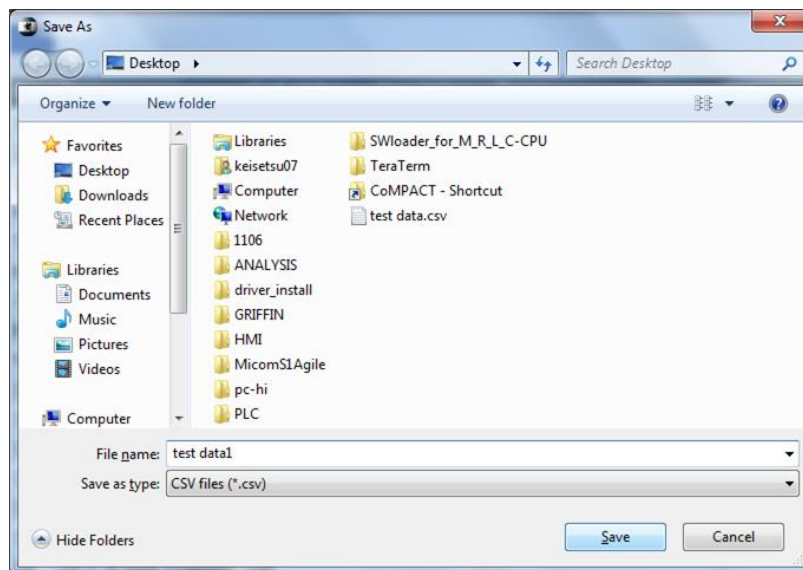 Save As
Desktop
Search Desktop
Organize
New folder
Favorites
Desktop
Downloads
Recent Places
Libraries
Documents
Music
Pictures
Videos
Computer
Libraries
keisetsu07
Computer
Network
1106
ANALYSIS
driver_install
GRIFFIN
HMI
MicomS1Agile
pc-hi
PLC
SWloader_for_M_R_L_C-CPU
TeraTerm
CoMPACT - Shortcut
test data.csv
File name: test data1
Save as type: CSV files (*.csv)
Hide Folders
Save
Cancel